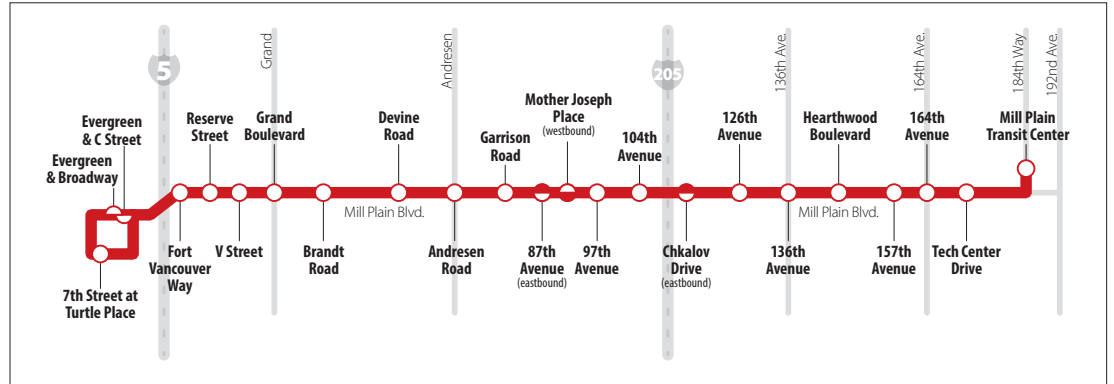 5
Grand
Andresen
205
136th Ave.
164th Ave.
184th Way
192nd Ave.
Evergreen
& C Street
Evergreen
& Broadway
Reserve
Street
Grand
Boulevard
Devine
Road
Garrison
Road
Mother Joseph
Place
(westbound)
104th
Avenue
126th
Avenue
Hearthwood
Boulevard
164th
Avenue
Mill Plain
Transit Center
Mill Plain Blvd.
Mill Plain Blvd.
7th Street at
Turtle Place
Fort
Vancouver
Way
V Street
Brandt
Road
Andresen
Road
87th
Avenue
(eastbound)
97th
Avenue
Chkalov
Drive
(eastbound)
136th
Avenue
157th
Avenue
Tech Center
Drive